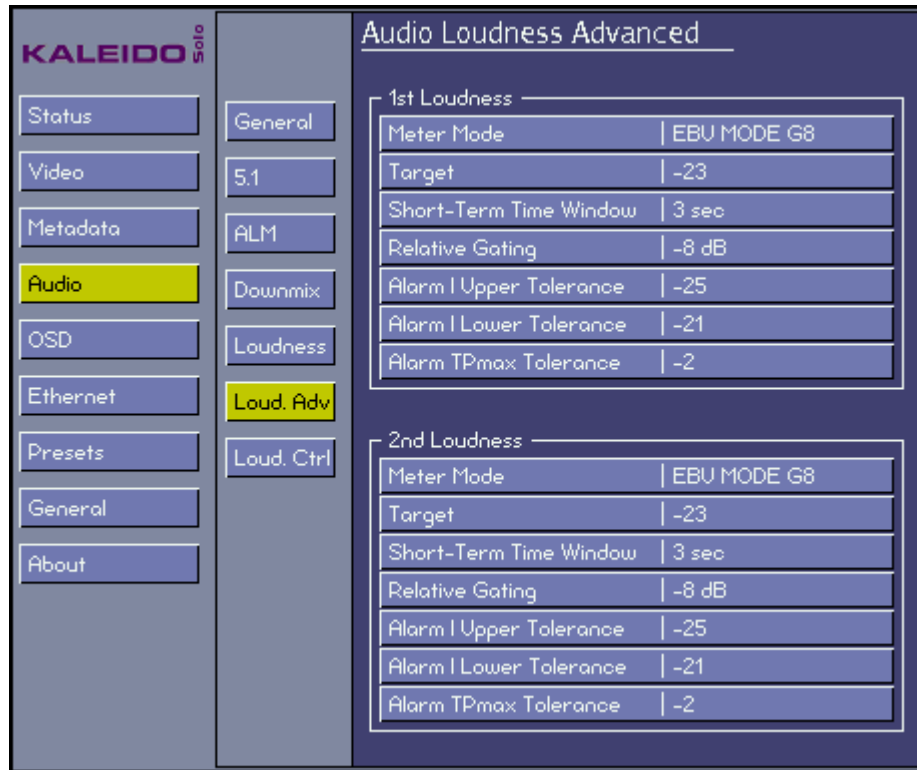 KALEIDO Solo
Status
Video
Metadata
Audio
OSD
Ethernet
Presets
General
About
General
5.1
ALM
Downmix
Loudness
Loud. Adv
Loud. Ctrl
Audio Loudness Advanced
1st Loudness
Meter Mode | EBU MODE G8
Target | -23
Short-Term Time Window | 3 sec
Relative Gating | -8 dB
Alarm I Upper Tolerance | -25
Alarm I Lower Tolerance | -21
Alarm TPmax Tolerance | -2
2nd Loudness
Meter Mode | EBU MODE G8
Target | -23
Short-Term Time Window | 3 sec
Relative Gating | -8 dB
Alarm I Upper Tolerance | -25
Alarm I Lower Tolerance | -21
Alarm TPmax Tolerance | -2